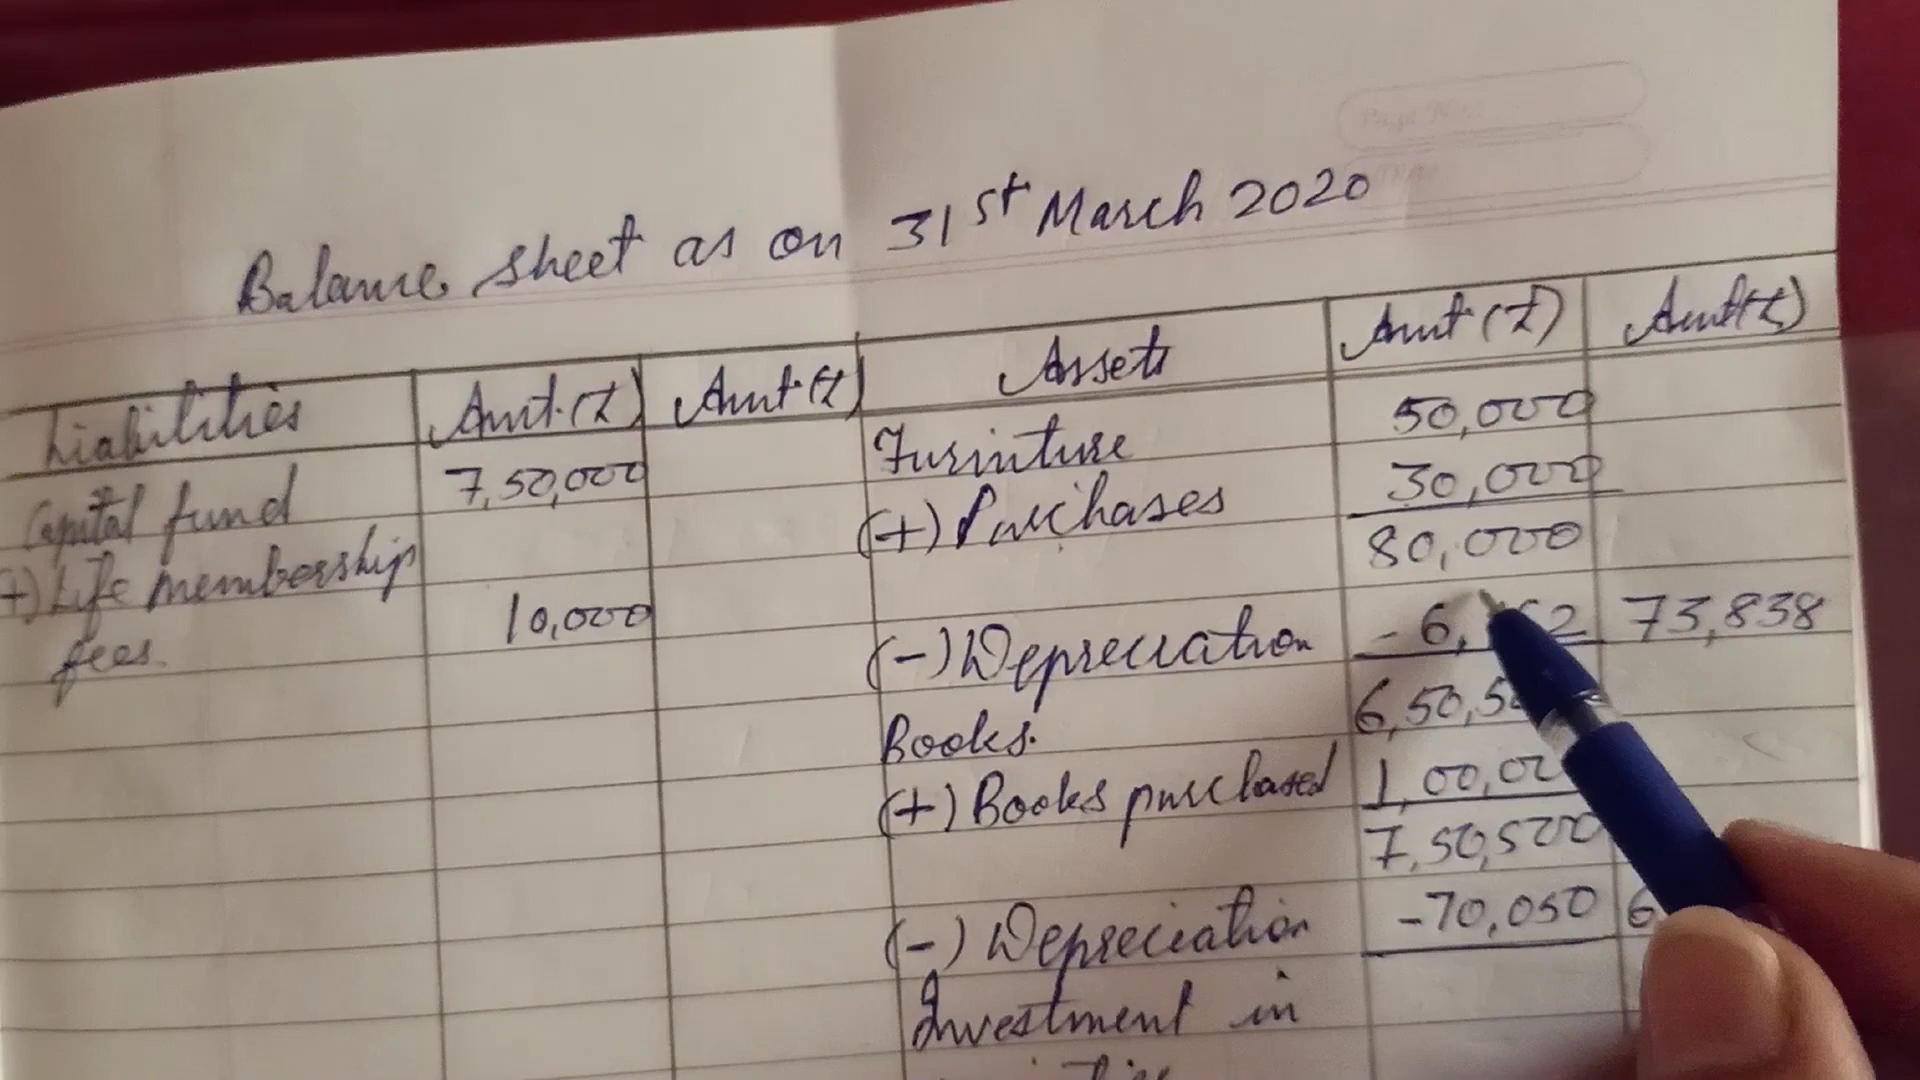 Balance sheet as on 31st March 2020
Liabilities Amt.(₹) Amt.(₹) Assets Amt (₹) Amt(₹)
Capital fund 7,50,000 Furniture 50,000
(+) Life membership fees. 10,000 (+) Purchases 30,000
80,000
(-) Depreciation 73,838
Books.
(+) Books purchased
7,50,500
(-) Depreciation -70,050
Investment in